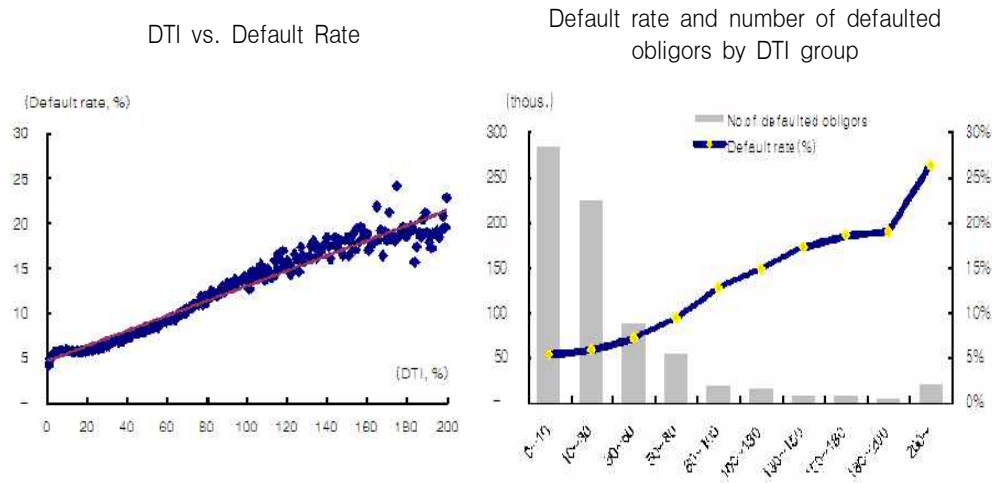 DTI vs. Default Rate
Default rate and number of defaulted
obligors by DTI group
(Default rate, %)
30
25
20
15
10
5
-
(DTI, %)
0 20 40 60 80 100 120 140 160 180 200
(thous.)
No.of defaulted obligors
Default rate(%)
300
250
200
150
100
50
-
30%
25%
20%
15%
10%
5%
0%
200~